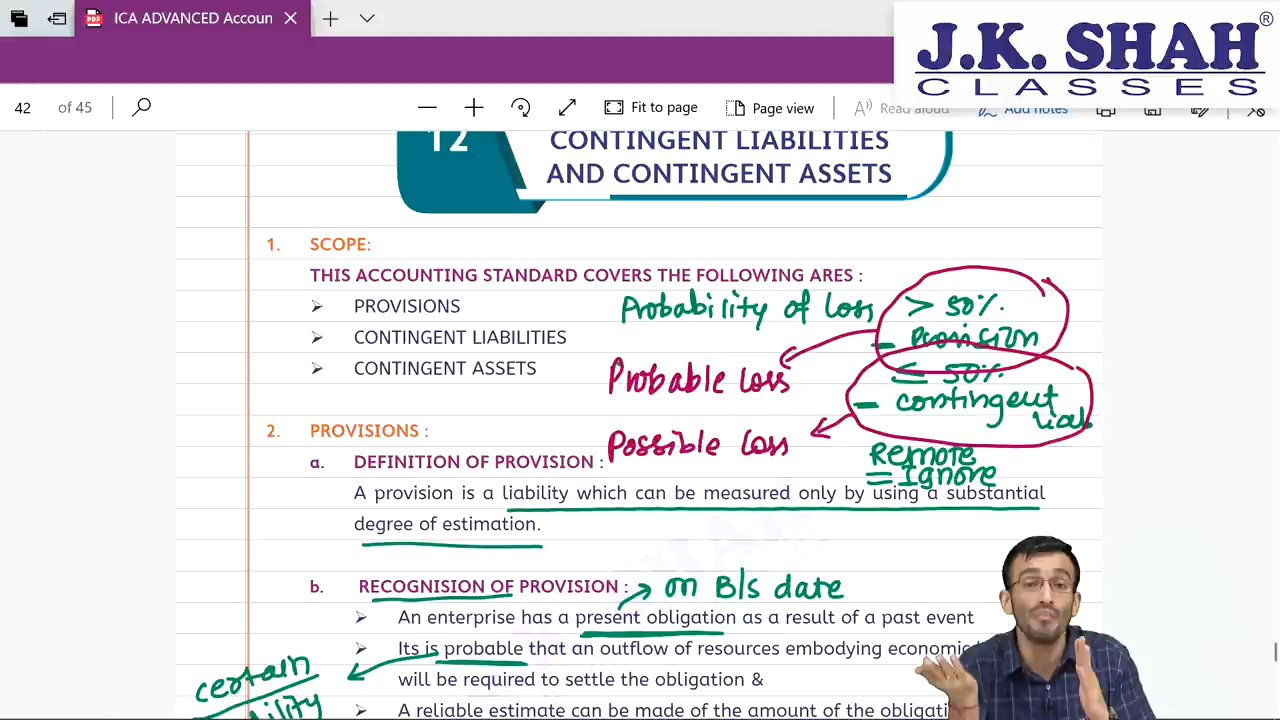 ICA ADVANCED Accoun
J.K. SHAH®
CLASSES
42 of 45
Fit to page
Page view
Read aloud
Add notes
12
CONTINGENT LIABILITIES
AND CONTINGENT ASSETS
1. SCOPE:
THIS ACCOUNTING STANDARD COVERS THE FOLLOWING ARES :
PROVISIONS
CONTINGENT LIABILITIES
CONTINGENT ASSETS
Probability of loss > 50%.
- Provision
Probable loss
≤ 50%.
- contingent
liab
Possible loss
Remote
= Ignore
2. PROVISIONS :
a. DEFINITION OF PROVISION :
A provision is a liability which can be measured only by using a substantial
degree of estimation.
b. RECOGNISION OF PROVISION : → on B/s date
An enterprise has a present obligation as a result of a past event
Its is probable that an outflow of resources embodying economic
will be required to settle the obligation &
certain
A reliable estimate can be made of the amount of the obligati